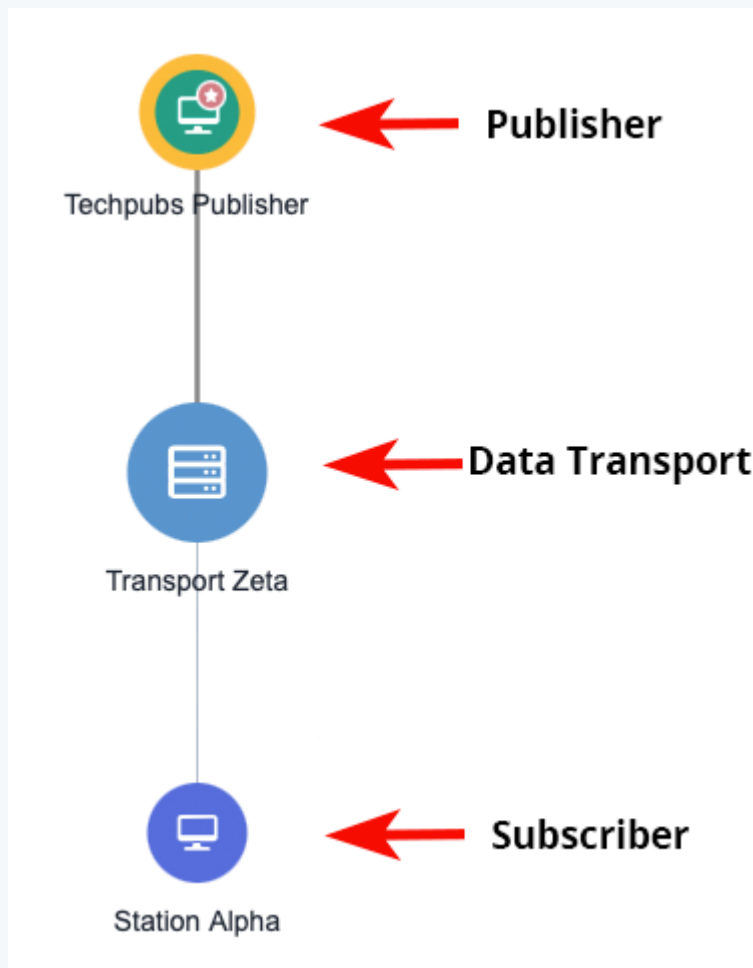 Publisher
Techpubs Publisher
Data Transport
Transport Zeta
Subscriber
Station Alpha